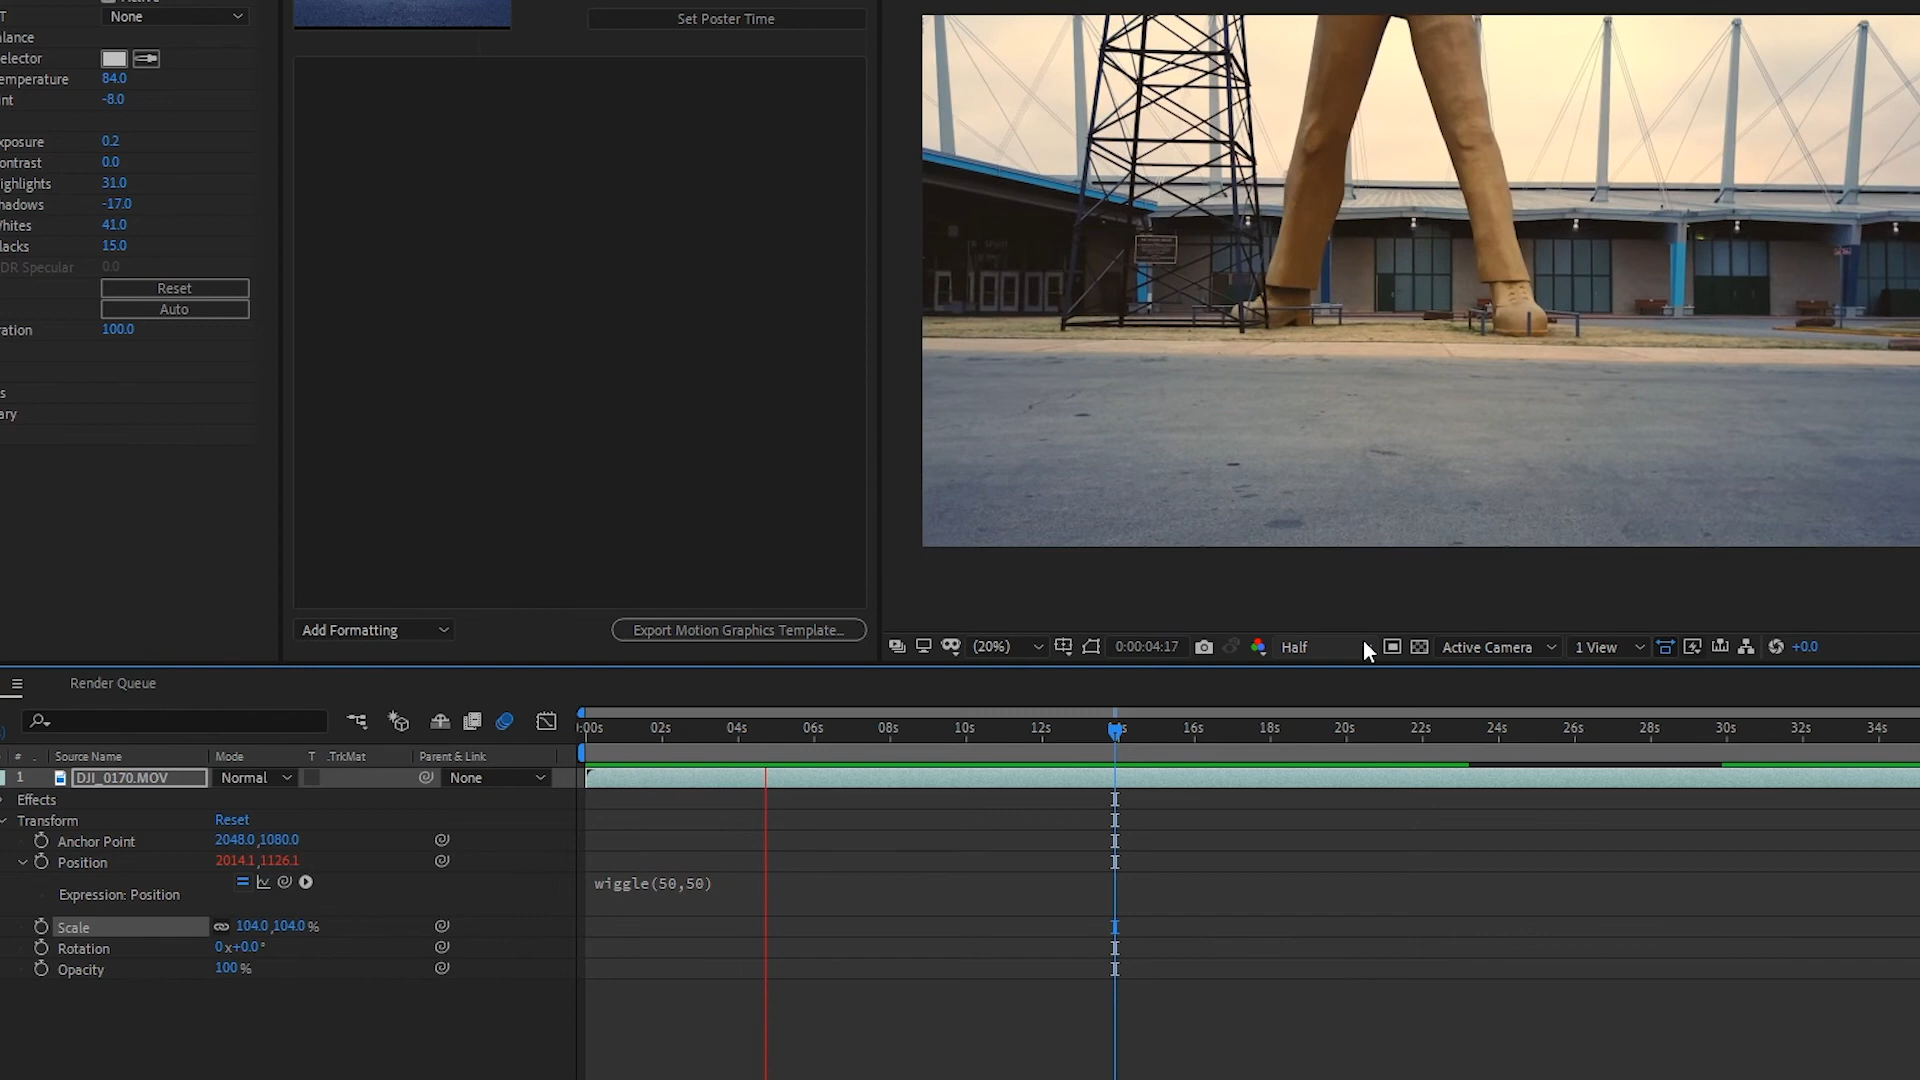 T None
alance
elector
emperature 84.0
nt -8.0
xposure 0.2
ontrast 0.0
ighlights 31.0
hadows -17.0
Vhites 41.0
lacks 15.0
DR Specular 0.0
Reset
Auto
ration 100.0
s
ary
Set Poster Time
Add Formatting
Export Motion Graphics Template...
(20%) 0:00:04:17 Half Active Camera 1 View +0.0
Render Queue
:00s 02s 04s 06s 08s 10s 12s 16s 18s 20s 22s 24s 26s 28s 30s 32s 34s
# . Source Name Mode T .TrkMat Parent & Link
1 DJI_0170.MOV Normal None
Effects
Transform Reset
Anchor Point 2048.0,1080.0
Position 2014.1,1126.1
Expression: Position wiggle(50,50)
Scale 104.0,104.0 %
Rotation 0x+0.0°
Opacity 100 %